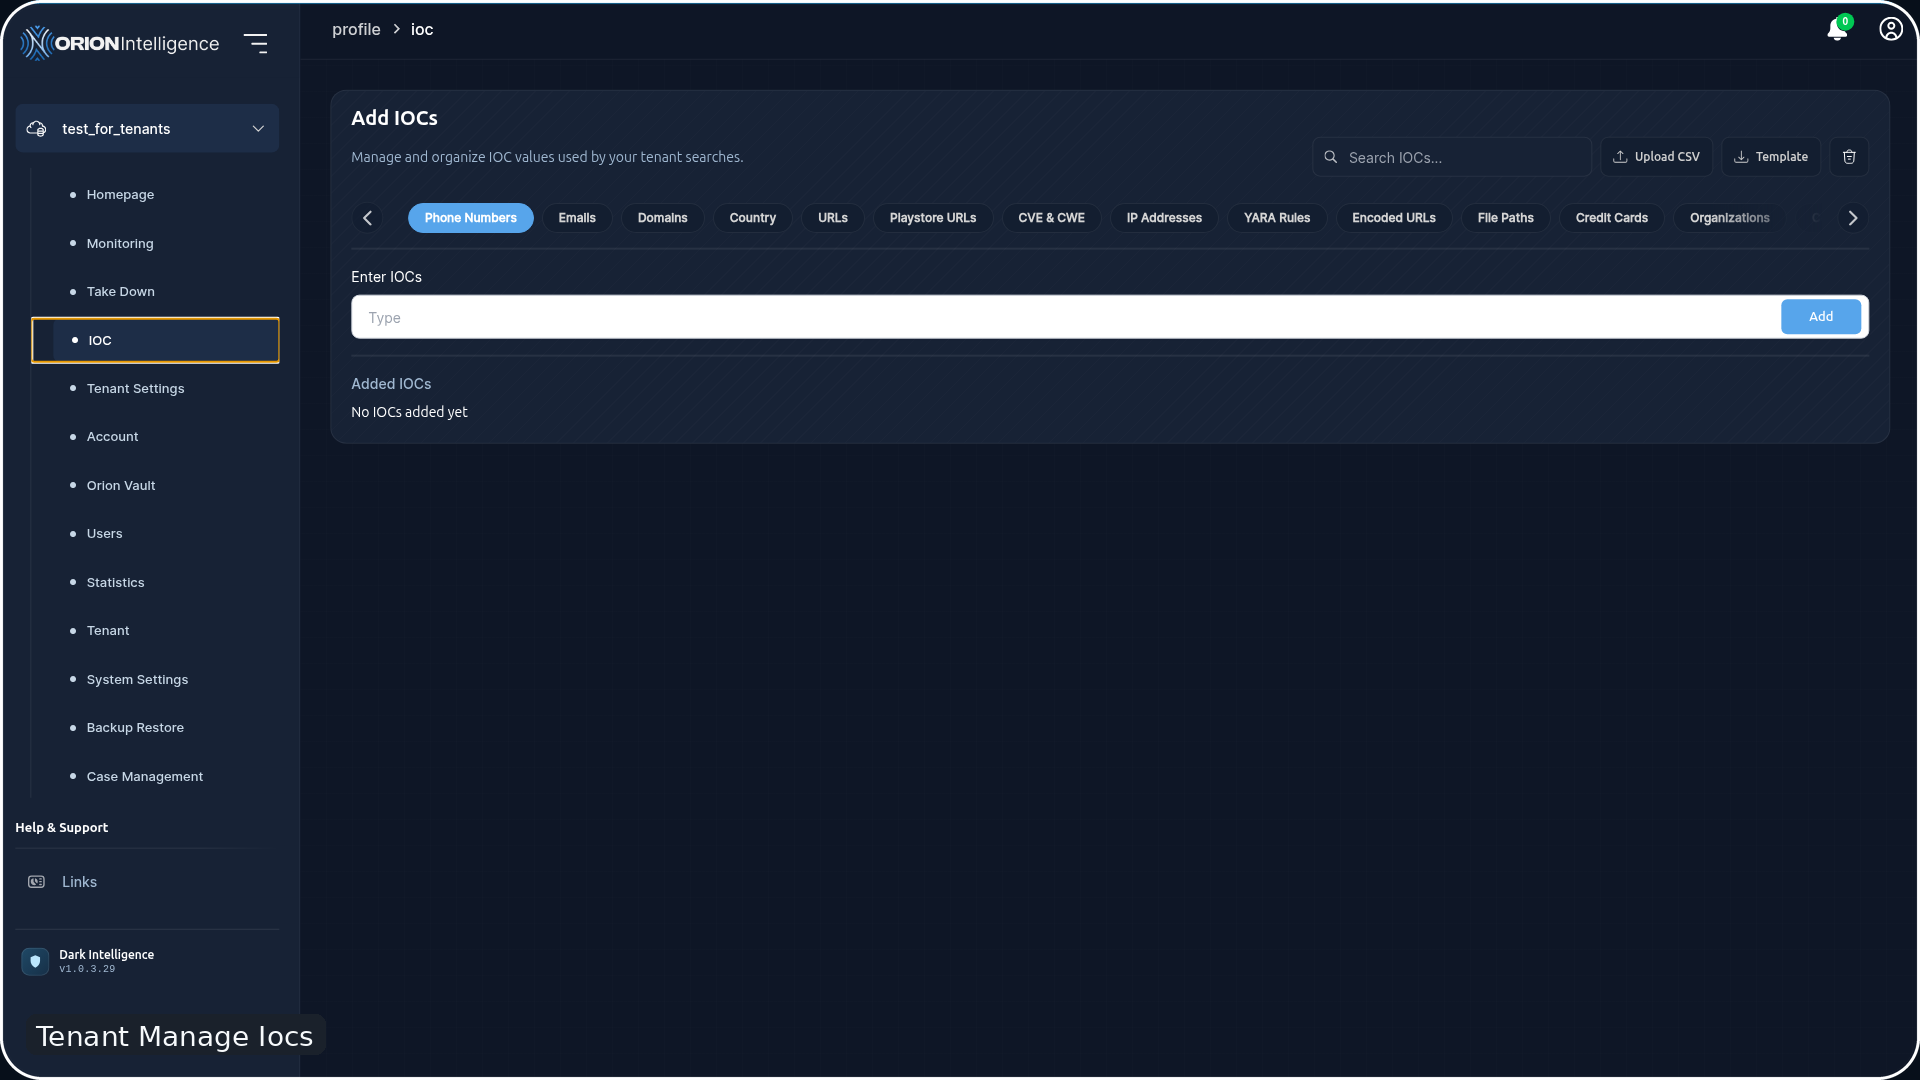 ORIONIntelligence
profile > ioc
0
test_for_tenants
Homepage
Monitoring
Take Down
IOC
Tenant Settings
Account
Orion Vault
Users
Statistics
Tenant
System Settings
Backup Restore
Case Management
Help & Support
Links
Dark Intelligence
v1.0.3.29
Add IOCs
Manage and organize IOC values used by your tenant searches.
Search IOCs...
Upload CSV
Template
Phone Numbers
Emails
Domains
Country
URLs
Playstore URLs
CVE & CWE
IP Addresses
YARA Rules
Encoded URLs
File Paths
Credit Cards
Organizations
Enter IOCs
Type
Add
Added IOCs
No IOCs added yet
Tenant Manage Iocs